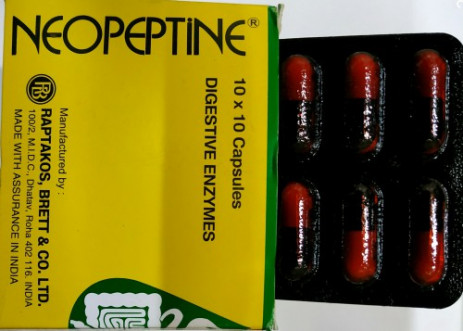 NEOPEPTINE®
10 x 10 Capsules
DIGESTIVE ENZYMES
Manufactured by :
RAPTAKOS, BRETT & CO. LTD.
100/2, M.I.D.C., Dhatav, Roha 402 116. INDIA
MADE WITH ASSURANCE IN INDIA